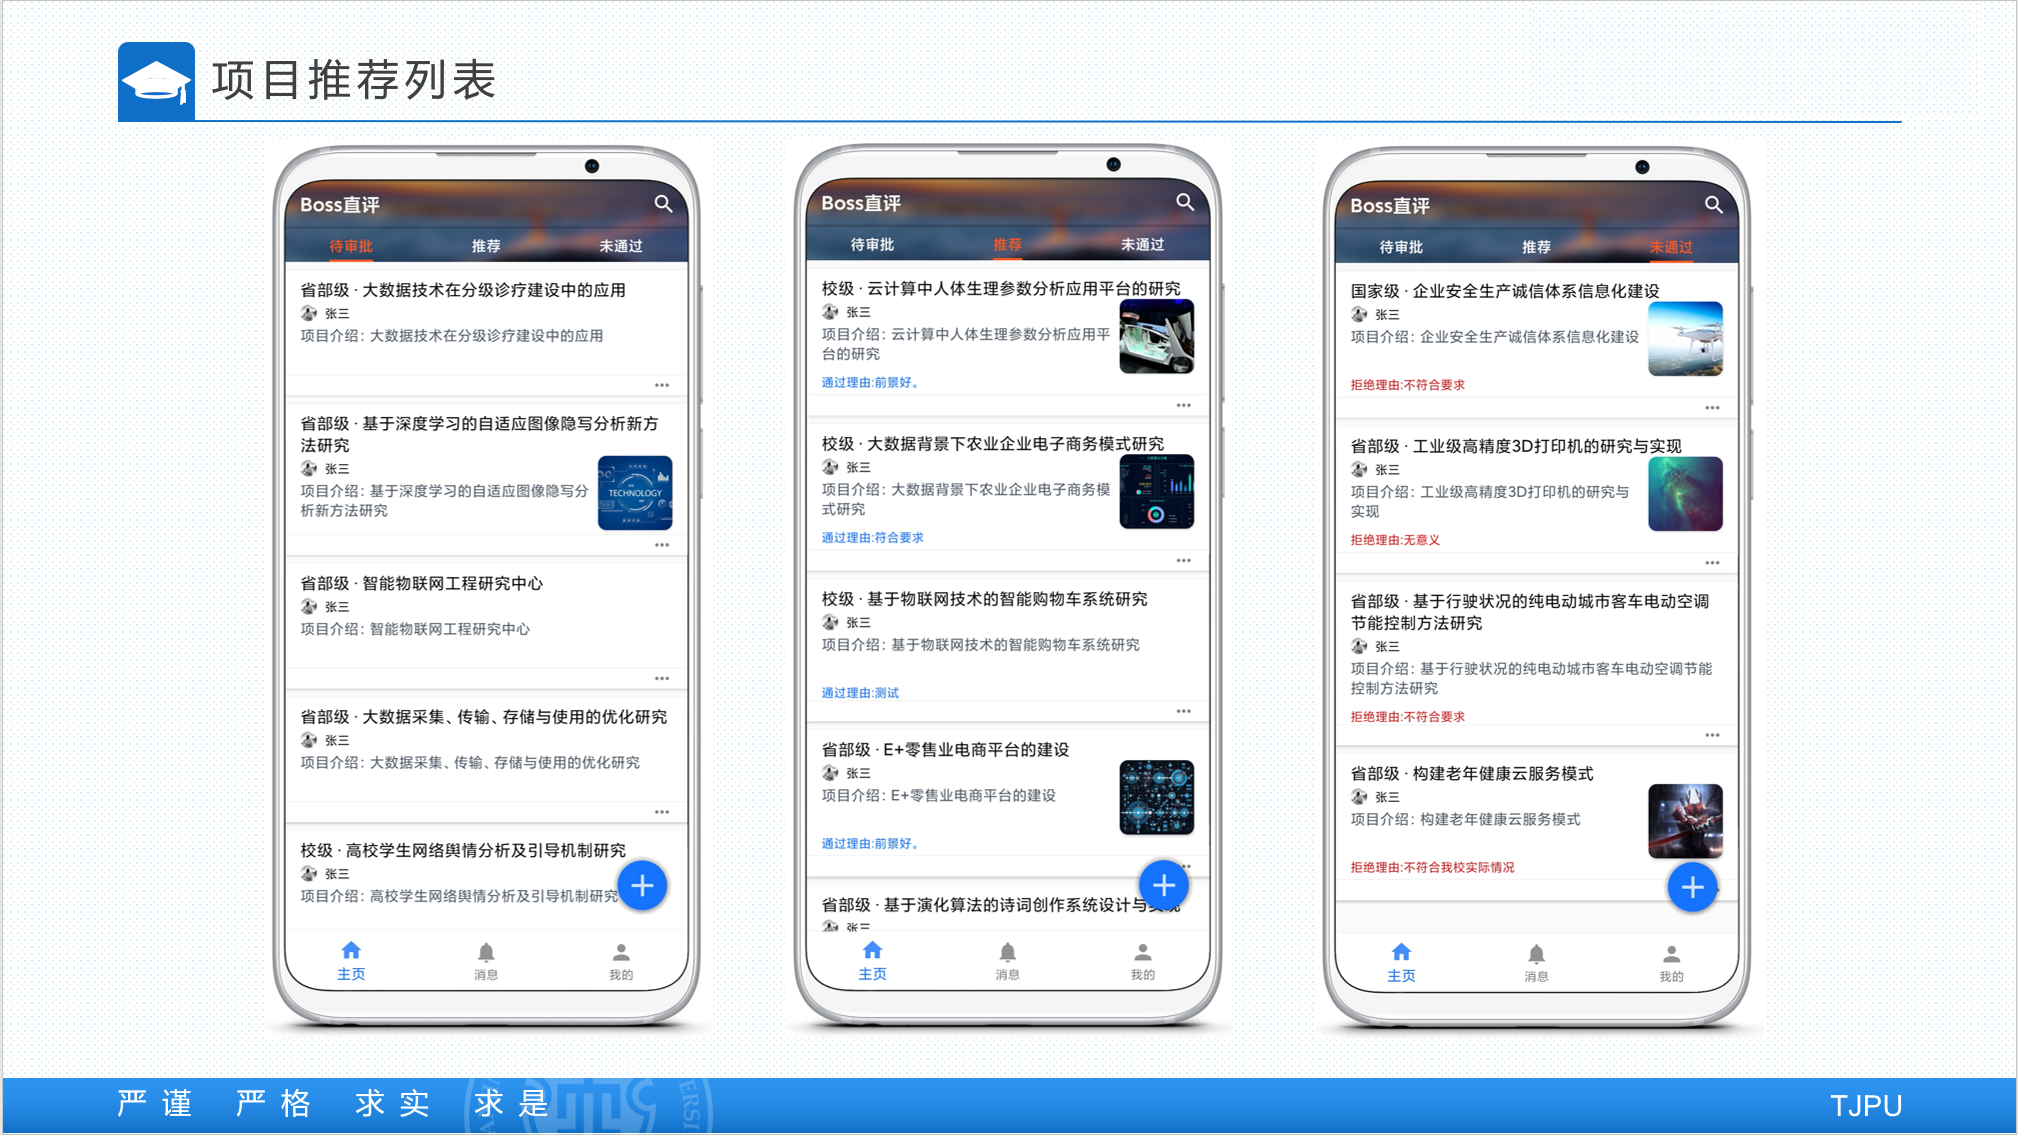 项目推荐列表
Boss直评
待审批 推荐 未通过
省部级 · 大数据技术在分级诊疗建设中的应用
张三
项目介绍: 大数据技术在分级诊疗建设中的应用
省部级 · 基于深度学习的自适应图像隐写分析新方
法研究
张三
项目介绍: 基于深度学习的自适应图像隐写分
析新方法研究
TECHNOLOGY
省部级 · 智能物联网工程研究中心
张三
项目介绍: 智能物联网工程研究中心
省部级 · 大数据采集、传输、存储与使用的优化研究
张三
项目介绍: 大数据采集、传输、存储与使用的优化研究
校级 · 高校学生网络舆情分析及引导机制研究
张三
项目介绍: 高校学生网络舆情分析及引导机制研究
主页 消息 我的
Boss直评
待审批 推荐 未通过
校级 · 云计算中人体生理参数分析应用平台的研究
张三
项目介绍: 云计算中人体生理参数分析应用平
台的研究
通过理由:前景好。
校级 · 大数据背景下农业企业电子商务模式研究
张三
项目介绍: 大数据背景下农业企业电子商务模
式研究
通过理由:符合要求
校级 · 基于物联网技术的智能购物车系统研究
张三
项目介绍: 基于物联网技术的智能购物车系统研究
通过理由:测试
省部级 · E+零售业电商平台的建设
张三
项目介绍: E+零售业电商平台的建设
通过理由:前景好。
省部级 · 基于演化算法的诗词创作系统设计与实现
张三
主页 消息 我的
Boss直评
待审批 推荐 未通过
国家级 · 企业安全生产诚信体系信息化建设
张三
项目介绍: 企业安全生产诚信体系信息化建设
拒绝理由:不符合要求
省部级 · 工业级高精度3D打印机的研究与实现
张三
项目介绍: 工业级高精度3D打印机的研究与
实现
拒绝理由:无意义
省部级 · 基于行驶状况的纯电动城市客车电动空调
节能控制方法研究
张三
项目介绍: 基于行驶状况的纯电动城市客车电动空调节能
控制方法研究
拒绝理由:不符合要求
省部级 · 构建老年健康云服务模式
张三
项目介绍: 构建老年健康云服务模式
拒绝理由:不符合我校实际情况
主页 消息 我的
严谨 严格 求实 求是
TJPU